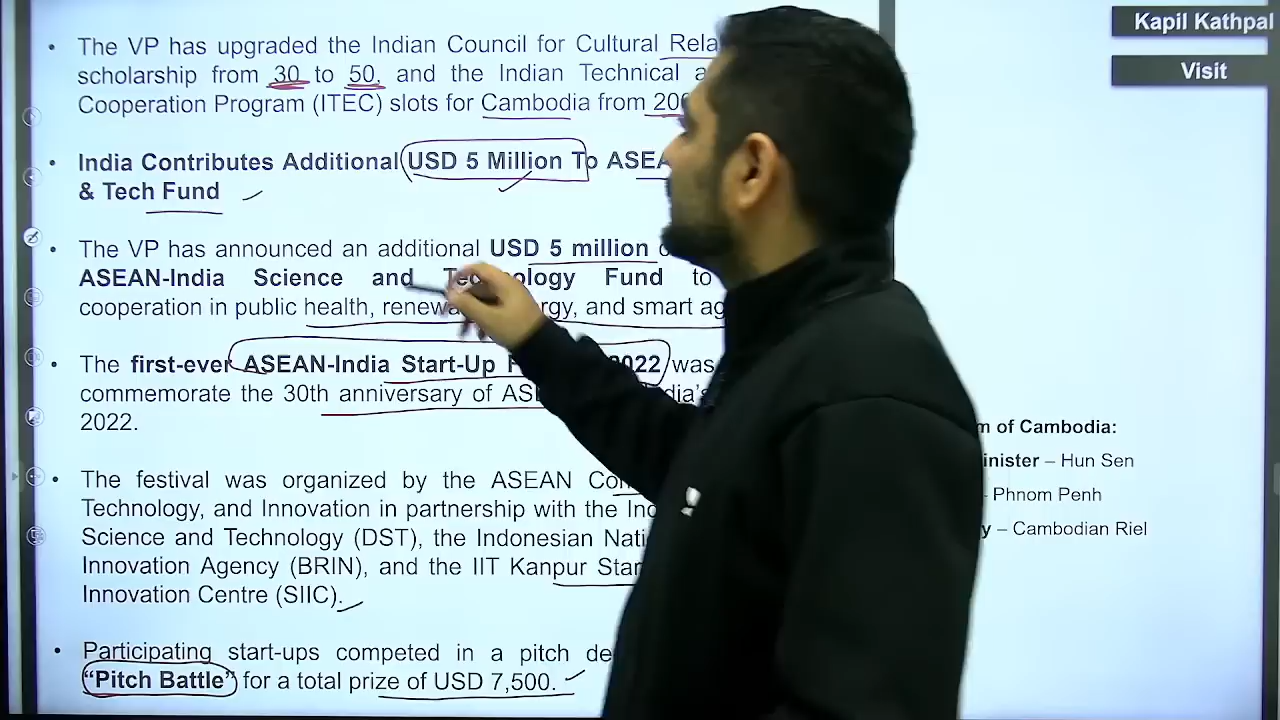 The VP has upgraded the Indian Council for Cultural Rela
scholarship from 30 to 50, and the Indian Technical a
Cooperation Program (ITEC) slots for Cambodia from 200
India Contributes Additional USD 5 Million To ASEA
& Tech Fund
The VP has announced an additional USD 5 million
ASEAN-India Science and Technology Fund to
cooperation in public health, renew rgy, and smart ag
The first-ever ASEAN-India Start-Up F 2022 was
commemorate the 30th anniversary of ASE dia's
2022.
The festival was organized by the ASEAN Com
Technology, and Innovation in partnership with the Ind
Science and Technology (DST), the Indonesian Nati
Innovation Agency (BRIN), and the IIT Kanpur Star
Innovation Centre (SIIC).
Participating start-ups competed in a pitch de
“Pitch Battle” for a total prize of USD 7,500.
Kapil Kathpal
Visit
m of Cambodia:
inister – Hun Sen
– Phnom Penh
y – Cambodian Riel